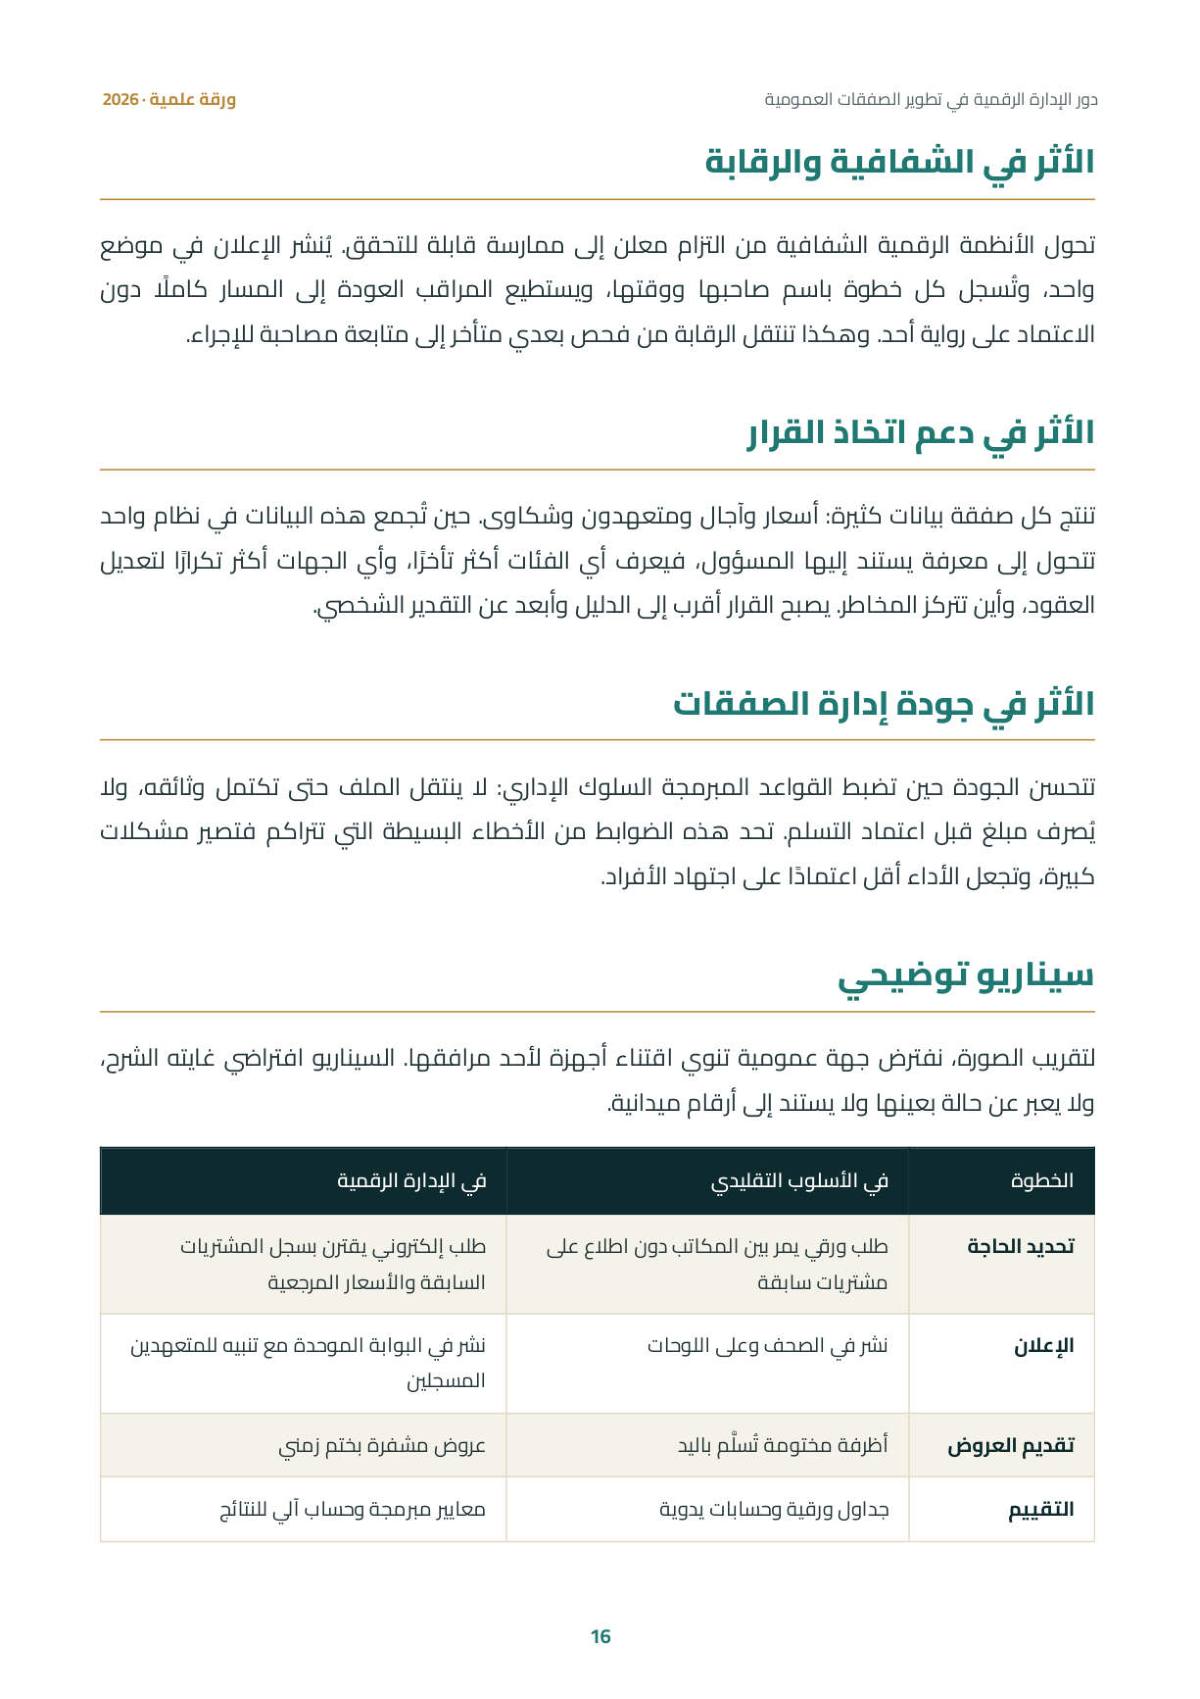 دور الإدارة الرقمية في تطوير الصفقات العمومية
ورقة علمية · 2026
الأثر في الشفافية والرقابة
تحول الأنظمة الرقمية الشفافية من التزام معلن إلى ممارسة قابلة للتحقق. يُنشر الإعلان في موضع
واحد، وتُسجل كل خطوة باسم صاحبها ووقتها، ويستطيع المراقب العودة إلى المسار كاملًا دون
الاعتماد على رواية أحد. وهكذا تنتقل الرقابة من فحص بعدي متأخر إلى متابعة مصاحبة للإجراء.
الأثر في دعم اتخاذ القرار
تنتج كل صفقة بيانات كثيرة: أسعار وآجال ومتعهدون وشكاوى. حين تُجمع هذه البيانات في نظام واحد
تتحول إلى معرفة يستند إليها المسؤول، فيعرف أي الفئات أكثر تأخرًا، وأي الجهات أكثر تكرارًا لتعديل
العقود، وأين تتركز المخاطر. يصبح القرار أقرب إلى الدليل وأبعد عن التقدير الشخصي.
الأثر في جودة إدارة الصفقات
تتحسن الجودة حين تضبط القواعد المبرمجة السلوك الإداري: لا ينتقل الملف حتى تكتمل وثائقه، ولا
يُصرف مبلغ قبل اعتماد التسلم. تحد هذه الضوابط من الأخطاء البسيطة التي تتراكم فتصير مشكلات
كبيرة، وتجعل الأداء أقل اعتمادًا على اجتهاد الأفراد.
سيناريو توضيحي
لتقريب الصورة، نفترض جهة عمومية تنوي اقتناء أجهزة لأحد مرافقها. السيناريو افتراضي غايته الشرح،
ولا يعبر عن حالة بعينها ولا يستند إلى أرقام ميدانية.
الخطوة
في الأسلوب التقليدي
في الإدارة الرقمية
تحديد الحاجة
طلب ورقي يمر بين المكاتب دون اطلاع على
مشتريات سابقة
طلب إلكتروني يقترن بسجل المشتريات
السابقة والأسعار المرجعية
الإعلان
نشر في الصحف وعلى اللوحات
نشر في البوابة الموحدة مع تنبيه للمتعهدين
المسجلين
تقديم العروض
أظرفة مختومة تُسلَّم باليد
عروض مشفرة بختم زمني
التقييم
جداول ورقية وحسابات يدوية
معايير مبرمجة وحساب آلي للنتائج
16